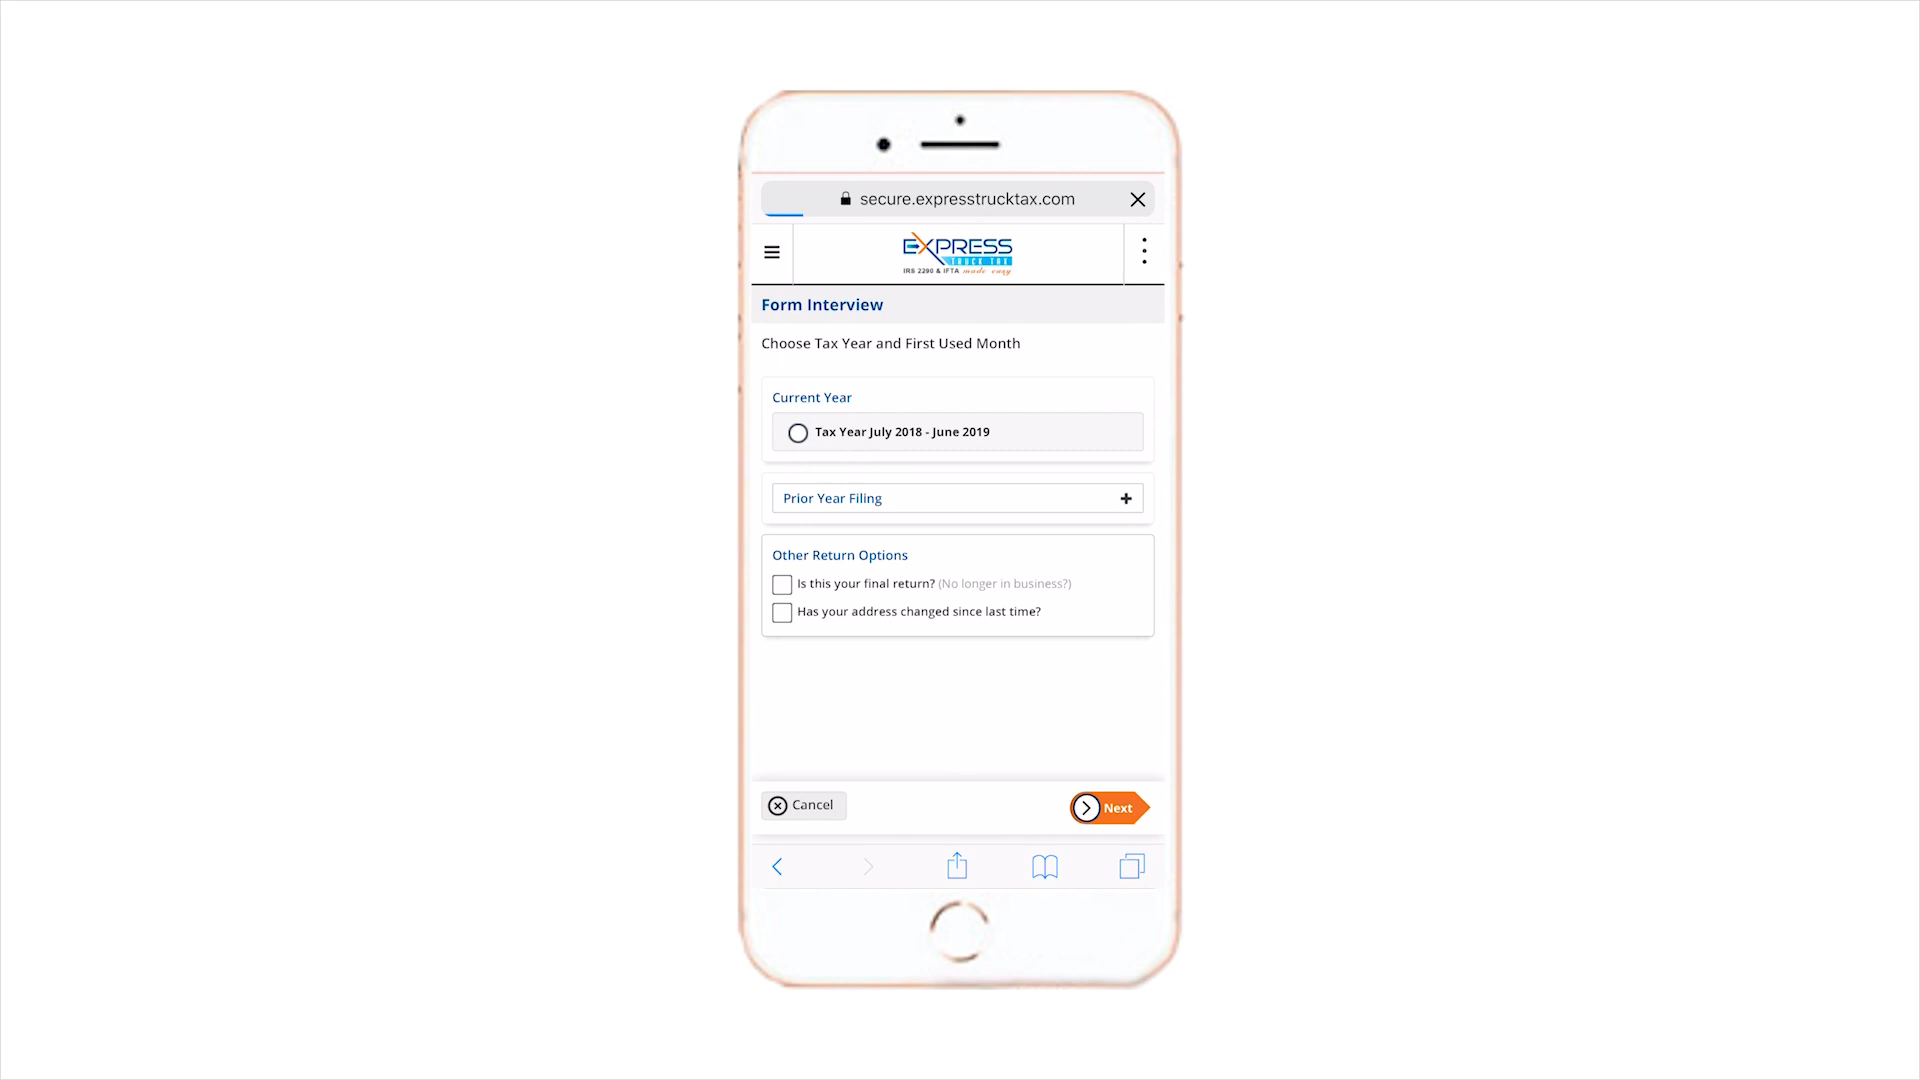 secure.expresstrucktax.com
EXPRESS
TRUCK TAX
IRS 2290 & IFTA made easy
Form Interview
Choose Tax Year and First Used Month
Current Year
Tax Year July 2018 - June 2019
Prior Year Filing
Other Return Options
Is this your final return? (No longer in business?)
Has your address changed since last time?
Cancel
Next